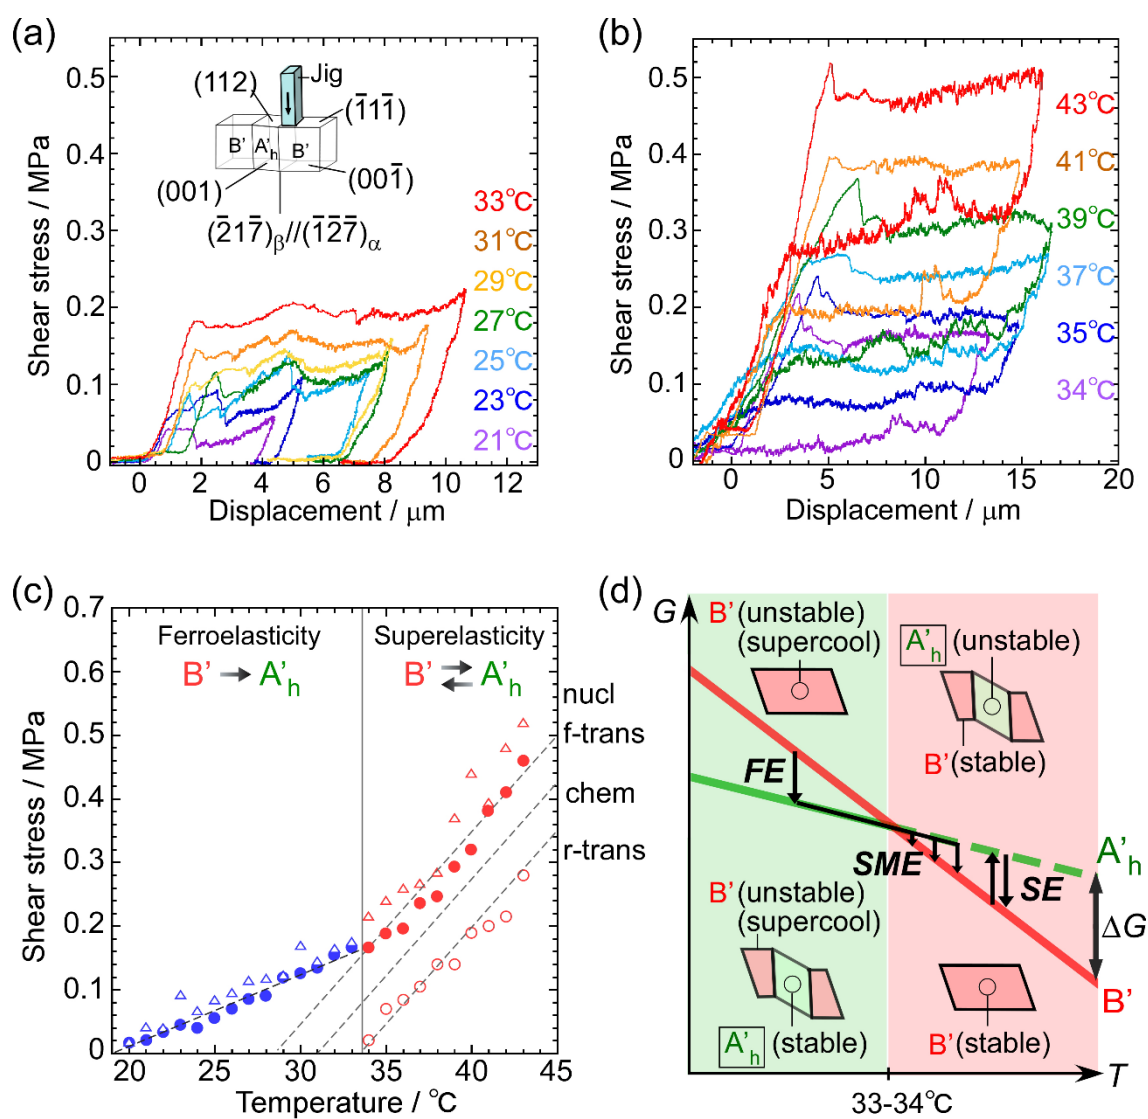 (a)
Shear stress / MPa
0.5
0.4
0.3
0.2
0.1
0
0 2 4 6 8 10 12
Displacement / μm
Jig
(112)
(1̄11̄)
B' A'h B'
(001)
(001̄)
(2̄17̄)β//(1̄2̄7̄)α
33℃
31℃
29℃
27℃
25℃
23℃
21℃
(b)
Shear stress / MPa
0.5
0.4
0.3
0.2
0.1
0
0 5 10 15 20
Displacement / μm
43℃
41℃
39℃
37℃
35℃
34℃
(c)
Shear stress / MPa
0.7
0.6
0.5
0.4
0.3
0.2
0.1
0
20 25 30 35 40 45
Temperature / ℃
Ferroelasticity
B' → A'h
Superelasticity
B' ⇄ A'h
nucl
f-trans
chem
r-trans
(d)
G
B' (unstable)
(supercool)
A'h (unstable)
B' (stable)
FE
SME
SE
A'h
ΔG
B'
B' (unstable)
(supercool)
A'h (stable)
B' (stable)
T
33-34℃